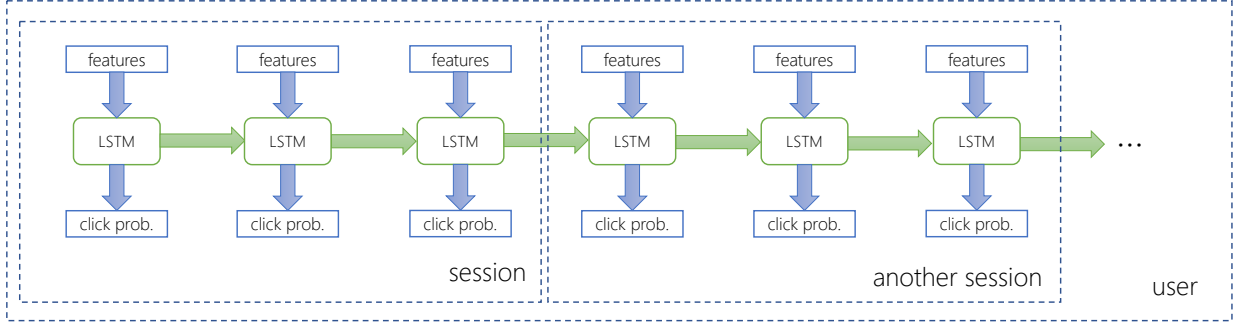 features features features features features features
LSTM LSTM LSTM LSTM LSTM LSTM ...
click prob. click prob. click prob. click prob. click prob. click prob.
session another session
user